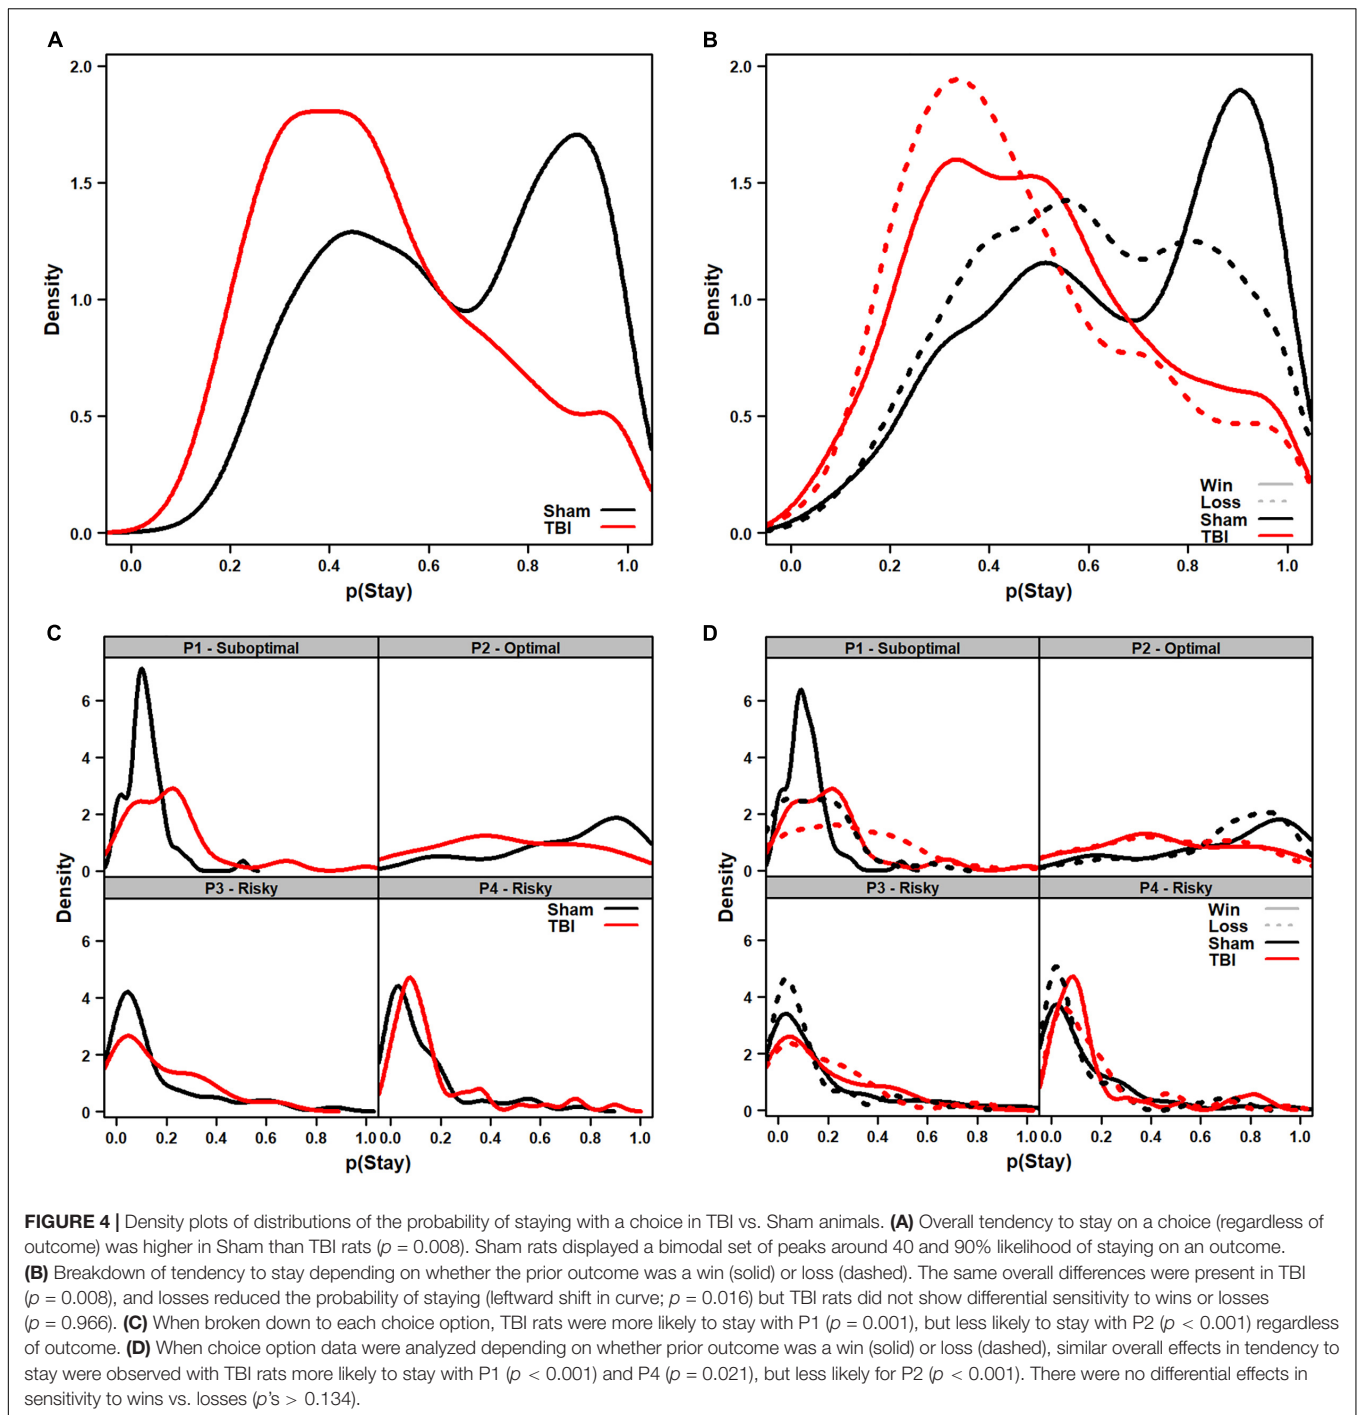 A
2.0
1.5
1.0
0.5
0.0
Density
Sham
TBI
0.0 0.2 0.4 0.6 0.8 1.0
p(Stay)
B
2.0
1.5
1.0
0.5
0.0
Density
Win
Loss
Sham
TBI
0.0 0.2 0.4 0.6 0.8 1.0
p(Stay)
C
P1 - Suboptimal P2 - Optimal
6
4
2
0
P3 - Risky P4 - Risky
Density
Sham
TBI
6
4
2
0
0.0 0.2 0.4 0.6 0.8 1.0 0.0 0.2 0.4 0.6 0.8 1.0
p(Stay)
D
P1 - Suboptimal P2 - Optimal
6
4
2
0
P3 - Risky P4 - Risky
Density
Win
Loss
Sham
TBI
6
4
2
0
0.0 0.2 0.4 0.6 0.8 1.0 0.0 0.2 0.4 0.6 0.8 1.0
p(Stay)
FIGURE 4 | Density plots of distributions of the probability of staying with a choice in TBI vs. Sham animals. (A) Overall tendency to stay on a choice (regardless of
outcome) was higher in Sham than TBI rats (p = 0.008). Sham rats displayed a bimodal set of peaks around 40 and 90% likelihood of staying on an outcome.
(B) Breakdown of tendency to stay depending on whether the prior outcome was a win (solid) or loss (dashed). The same overall differences were present in TBI
(p = 0.008), and losses reduced the probability of staying (leftward shift in curve; p = 0.016) but TBI rats did not show differential sensitivity to wins or losses
(p = 0.966). (C) When broken down to each choice option, TBI rats were more likely to stay with P1 (p = 0.001), but less likely to stay with P2 (p < 0.001) regardless
of outcome. (D) When choice option data were analyzed depending on whether prior outcome was a win (solid) or loss (dashed), similar overall effects in tendency to
stay were observed with TBI rats more likely to stay with P1 (p < 0.001) and P4 (p = 0.021), but less likely for P2 (p < 0.001). There were no differential effects in
sensitivity to wins vs. losses (p's > 0.134).